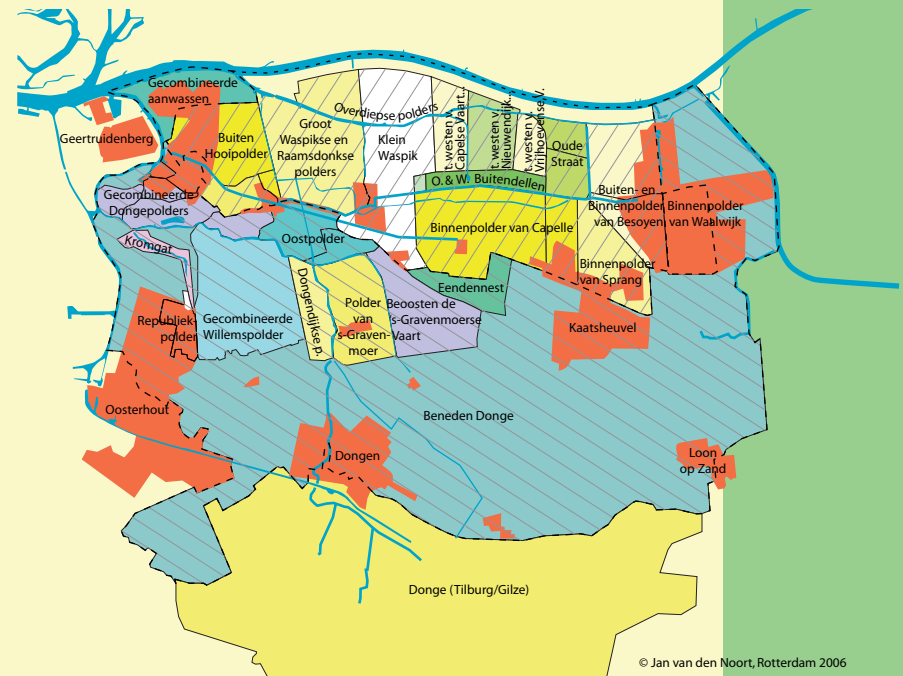 Gecombineerde
aanwassen
Geertruidenberg
Buiten
Hooipolder
Groot
Waspikse en
Raamsdonkse
polders
Overdiepse polders
Klein
Waspik
t. westen v.
Capelse Vaart...
t. westen v.
Nieuwendijk...
t. westen v.
Vrijhoevense V.
Oude
Straat
O. & W. Buitendellen
Gecombineerde
Dongepolders
Buiten- en
Binnenpolder
van Besoyen
Binnenpolder
van Waalwijk
Binnenpolder van Capelle
Kromgat
Oostpolder
Binnenpolder
van Sprang
Eendennest
Dongendijkse p.
Polder
van
's-Graven-
moer
Beoosten de
's-Gravenmoerse
Vaart
Republiek-
polder
Gecombineerde
Willemspolder
Kaatsheuvel
Oosterhout
Beneden Donge
Dongen
Loon
op Zand
Donge (Tilburg/Gilze)
© Jan van den Noort, Rotterdam 2006